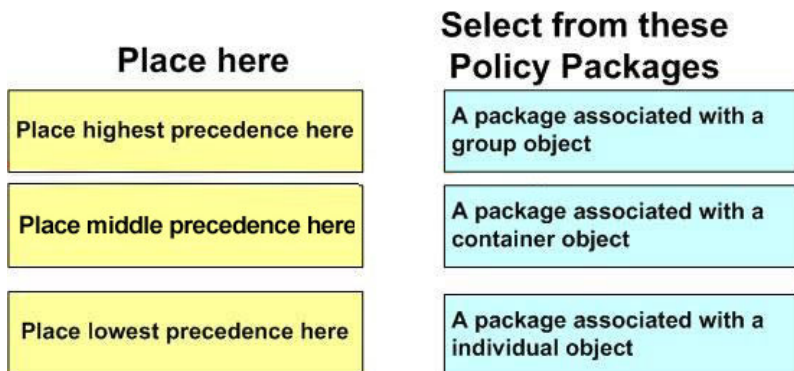 Place here
Select from these
Policy Packages
Place highest precedence here
A package associated with a
group object
Place middle precedence here
A package associated with a
container object
Place lowest precedence here
A package associated with a
individual object